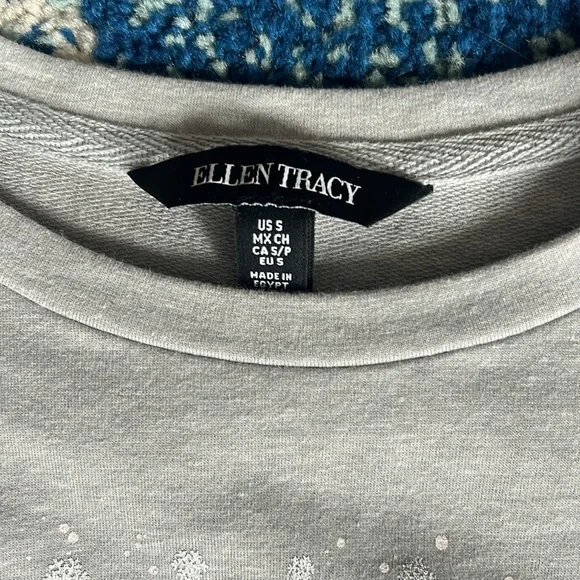 ELLEN TRACY
US S
MX CH
CA S/P
EU S
MADE IN
EGYPT